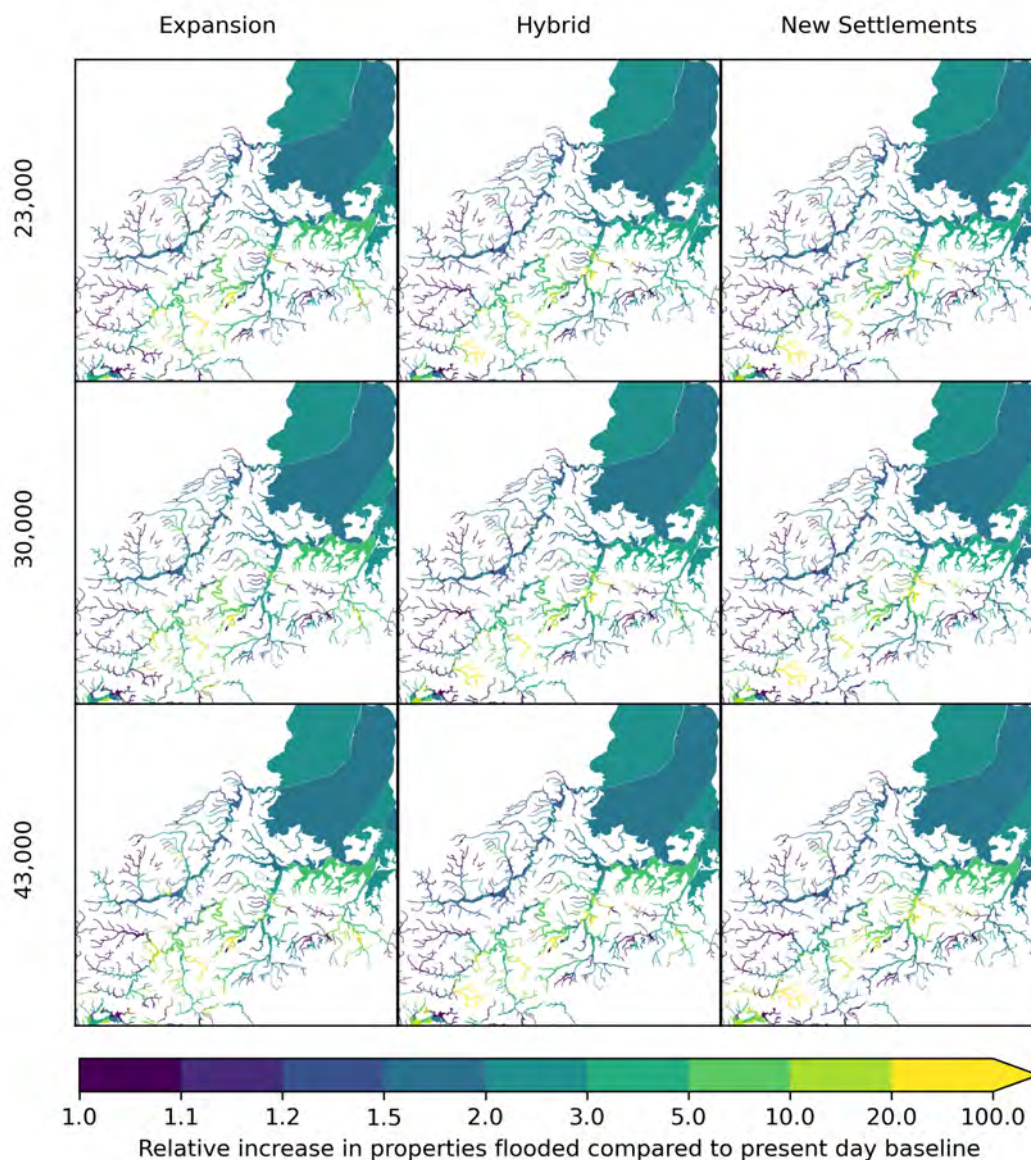 Expansion Hybrid New Settlements
23,000
30,000
43,000
1.0 1.1 1.2 1.5 2.0 3.0 5.0 10.0 20.0 100.0
Relative increase in properties flooded compared to present day baseline